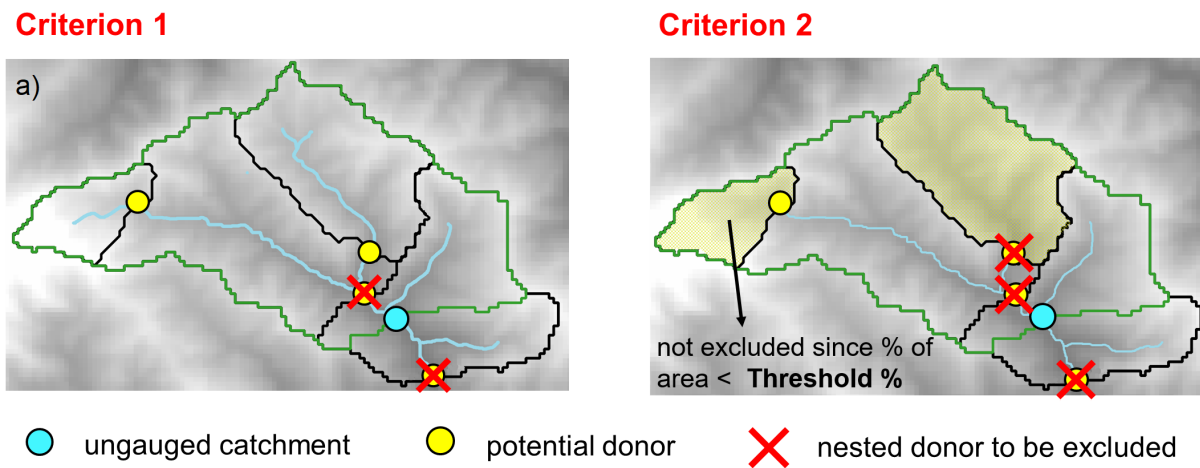 Criterion 1
Criterion 2
a)
not excluded since % of
area < Threshold %
ungauged catchment
potential donor
nested donor to be excluded